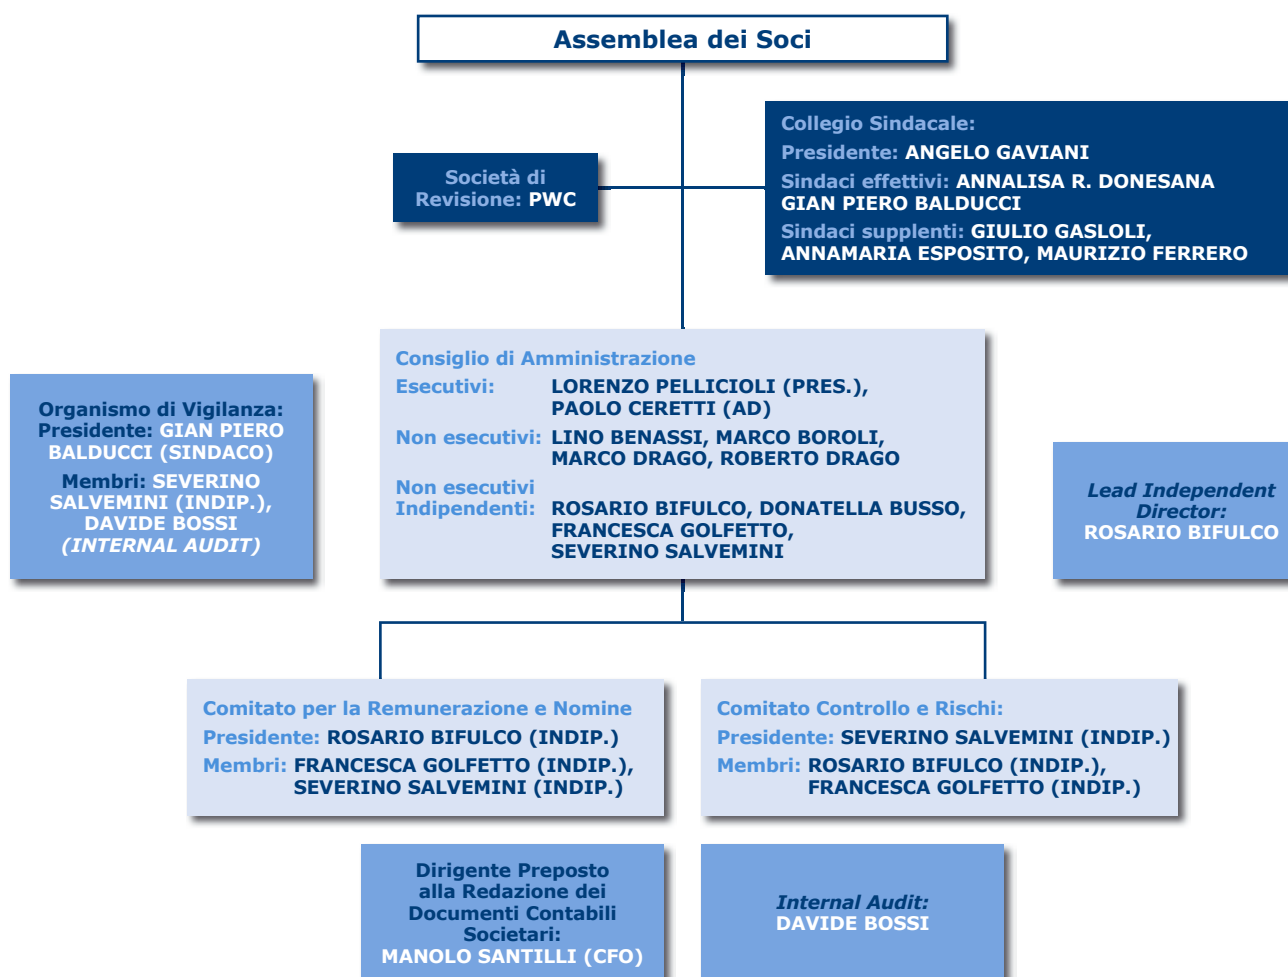 Assemblea dei Soci
Collegio Sindacale:
Presidente: ANGELO GAVIANI
Sindaci effettivi: ANNALISA R. DONESANA
GIAN PIERO BALDUCCI
Sindaci supplenti: GIULIO GASLOLI,
ANNAMARIA ESPOSITO, MAURIZIO FERRERO
Società di
Revisione: PWC
Consiglio di Amministrazione
Esecutivi: LORENZO PELLICIOLI (PRES.),
PAOLO CERETTI (AD)
Non esecutivi: LINO BENASSI, MARCO BOROLI,
MARCO DRAGO, ROBERTO DRAGO
Non esecutivi
Indipendenti: ROSARIO BIFULCO, DONATELLA BUSSO,
FRANCESCA GOLFETTO,
SEVERINO SALVEMINI
Organismo di Vigilanza:
Presidente: GIAN PIERO
BALDUCCI (SINDACO)
Membri: SEVERINO
SALVEMINI (INDIP.),
DAVIDE BOSSI
(INTERNAL AUDIT)
Lead Independent
Director:
ROSARIO BIFULCO
Comitato per la Remunerazione e Nomine
Presidente: ROSARIO BIFULCO (INDIP.)
Membri: FRANCESCA GOLFETTO (INDIP.),
SEVERINO SALVEMINI (INDIP.)
Comitato Controllo e Rischi:
Presidente: SEVERINO SALVEMINI (INDIP.)
Membri: ROSARIO BIFULCO (INDIP.),
FRANCESCA GOLFETTO (INDIP.)
Dirigente Preposto
alla Redazione dei
Documenti Contabili
Societari:
MANOLO SANTILLI (CFO)
Internal Audit:
DAVIDE BOSSI